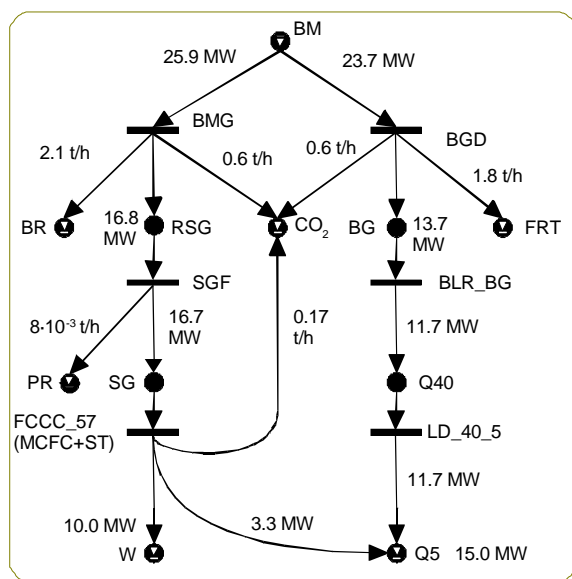 BM
25.9 MW
23.7 MW
BMG
BGD
2.1 t/h
0.6 t/h
0.6 t/h
1.8 t/h
BR
16.8
MW
RSG
CO₂
BG
13.7
MW
FRT
SGF
BLR_BG
8·10⁻³ t/h
16.7
MW
0.17
t/h
11.7 MW
PR
SG
Q40
FCCC_57
(MCFC+ST)
LD_40_5
11.7 MW
10.0 MW
3.3 MW
W
Q5
15.0 MW